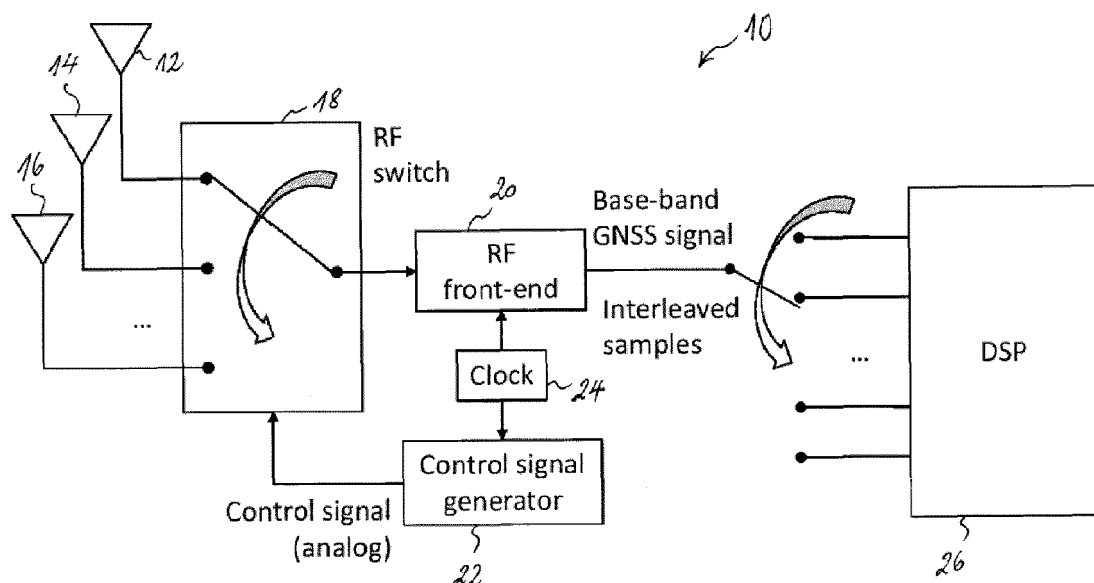 10
12
14
18
16
RF
switch
20
Base-band
GNSS signal
RF
front-end
Interleaved
samples
...
...
DSP
Clock
24
Control signal
generator
Control signal
(analog)
22
26